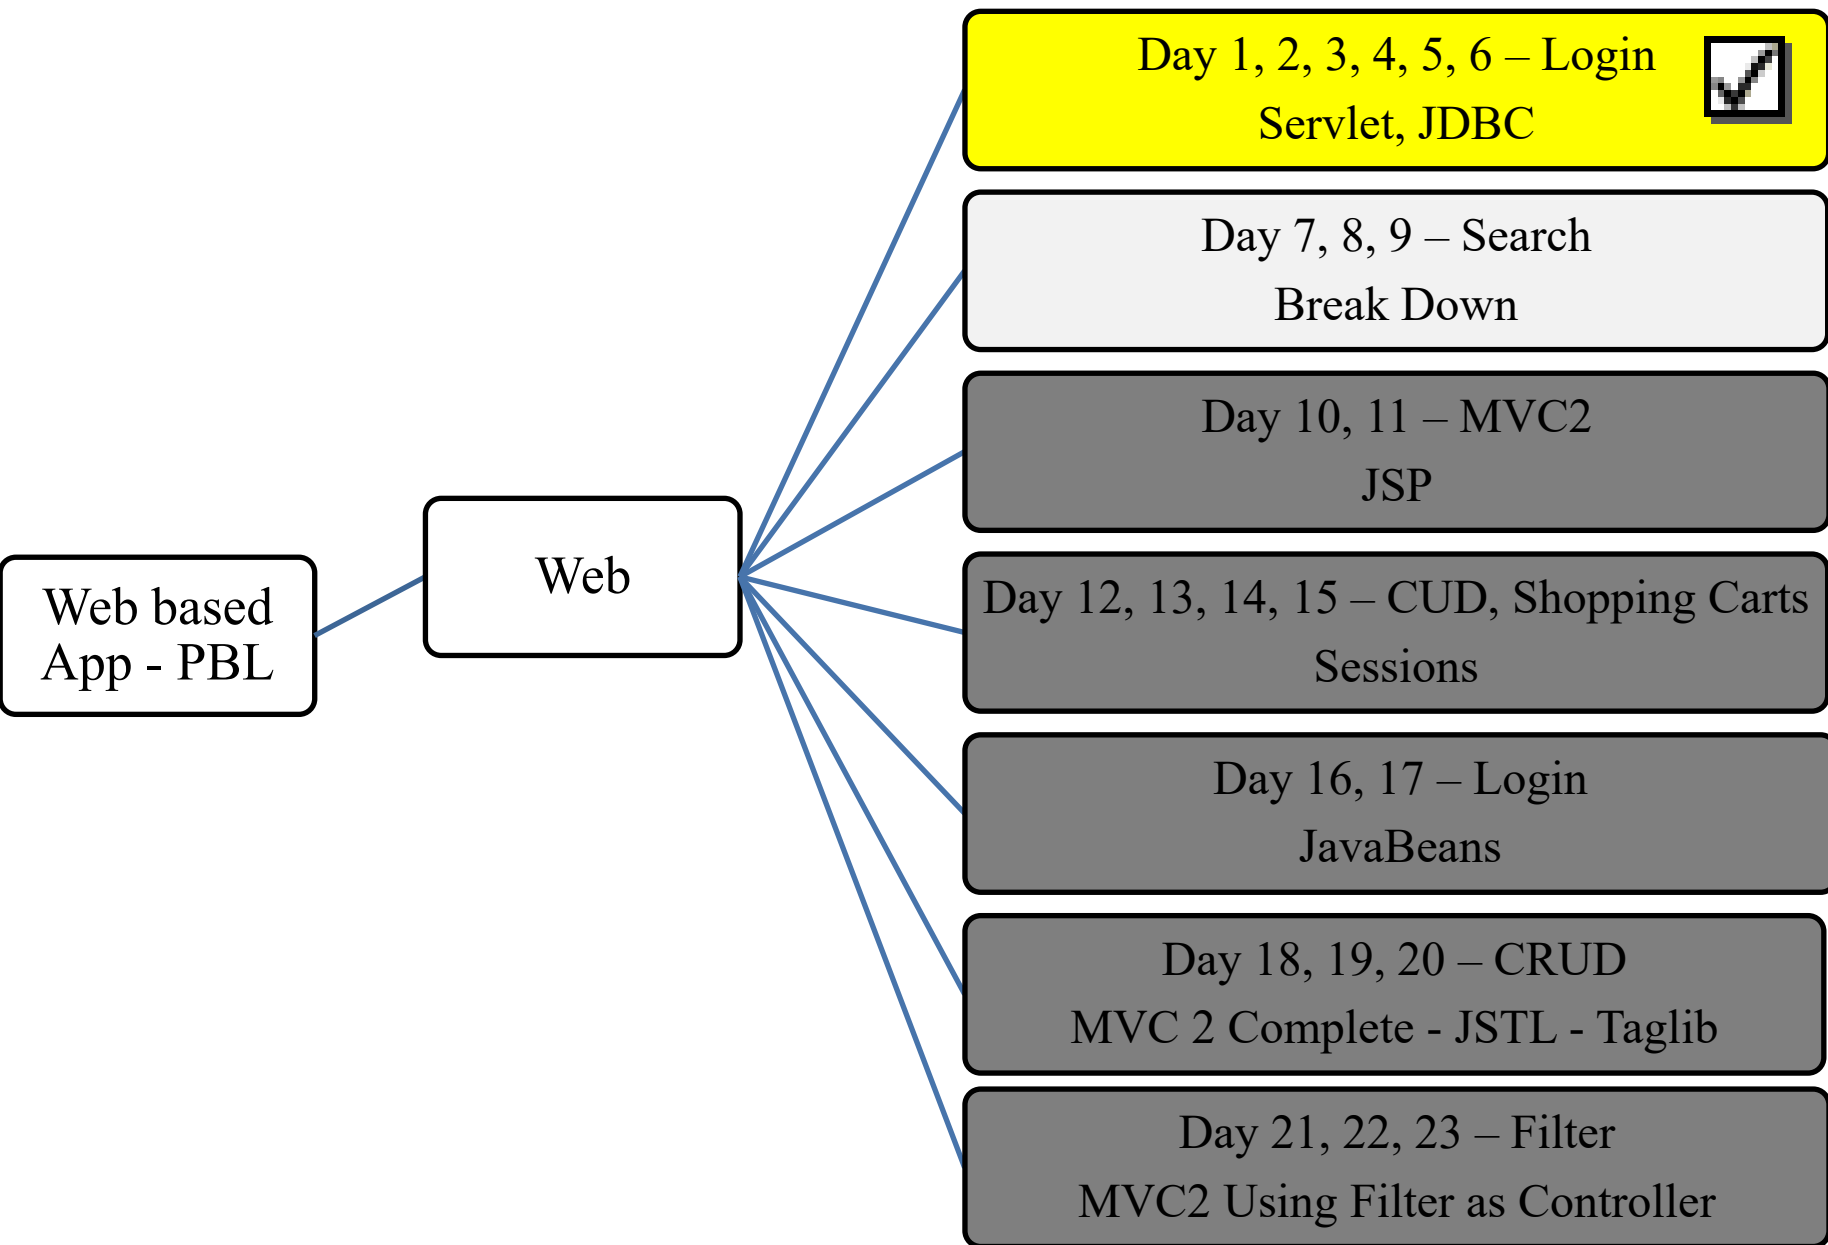 Web based
App - PBL
Web
Day 1, 2, 3, 4, 5, 6 – Login
Servlet, JDBC
Day 7, 8, 9 – Search
Break Down
Day 10, 11 – MVC2
JSP
Day 12, 13, 14, 15 – CUD, Shopping Carts
Sessions
Day 16, 17 – Login
JavaBeans
Day 18, 19, 20 – CRUD
MVC 2 Complete - JSTL - Taglib
Day 21, 22, 23 – Filter
MVC2 Using Filter as Controller